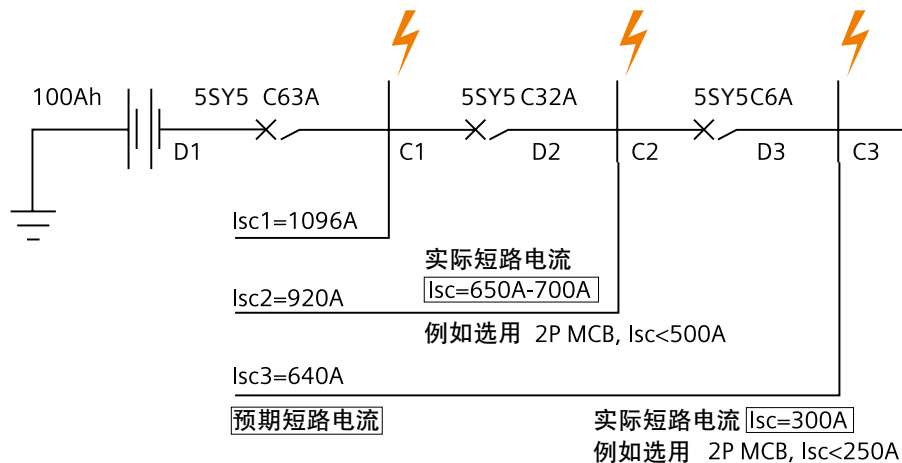 100Ah 5SY5 C63A 5SY5 C32A 5SY5C6A
D1 C1 D2 C2 D3 C3
Isc1=1096A
实际短路电流
Isc=650A-700A
Isc2=920A
例如选用 2P MCB, Isc<500A
Isc3=640A
预期短路电流
实际短路电流 Isc=300A
例如选用 2P MCB, Isc<250A